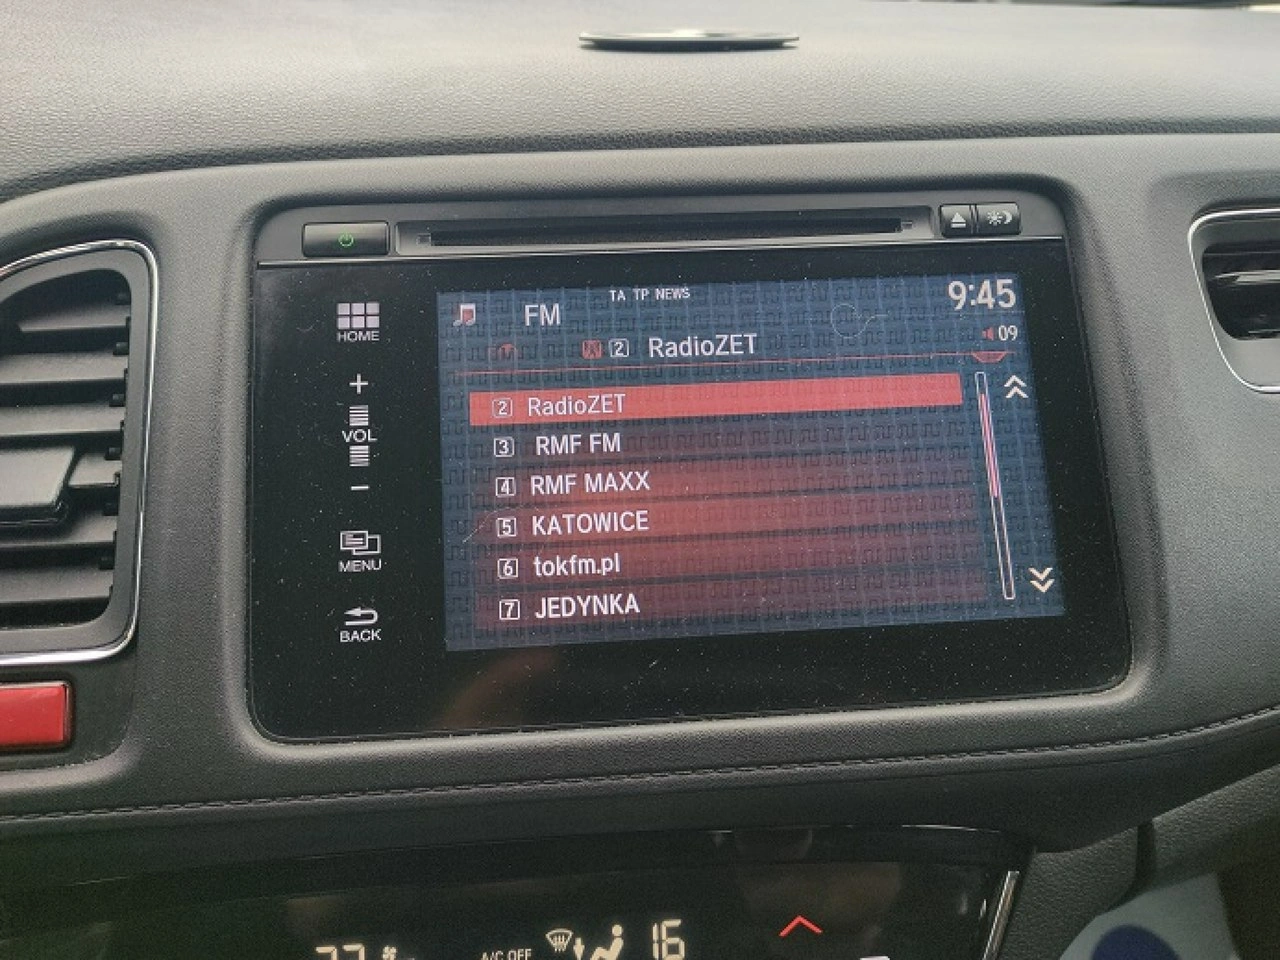 TA TP NEWS
FM
9:45
HOME
2 RadioZET
09
+
VOL
-
2 RadioZET
3 RMF FM
4 RMF MAXX
5 KATOWICE
6 tokfm.pl
7 JEDYNKA
MENU
BACK
A/C OFF
16